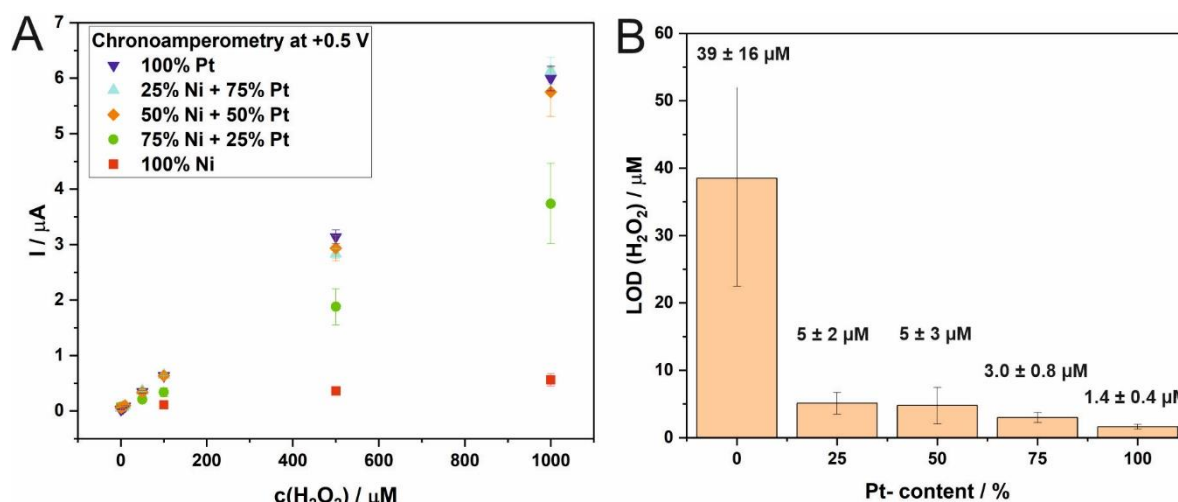 A
Chronoamperometry at +0.5 V
100% Pt
25% Ni + 75% Pt
50% Ni + 50% Pt
75% Ni + 25% Pt
100% Ni
7
6
5
4
3
2
1
0
I / μA
0 200 400 600 800 1000
c(H₂O₂) / μM
B
60
50
40
30
20
10
0
LOD (H₂O₂) / μM
39 ± 16 μM
5 ± 2 μM
5 ± 3 μM
3.0 ± 0.8 μM
1.4 ± 0.4 μM
0 25 50 75 100
Pt- content / %